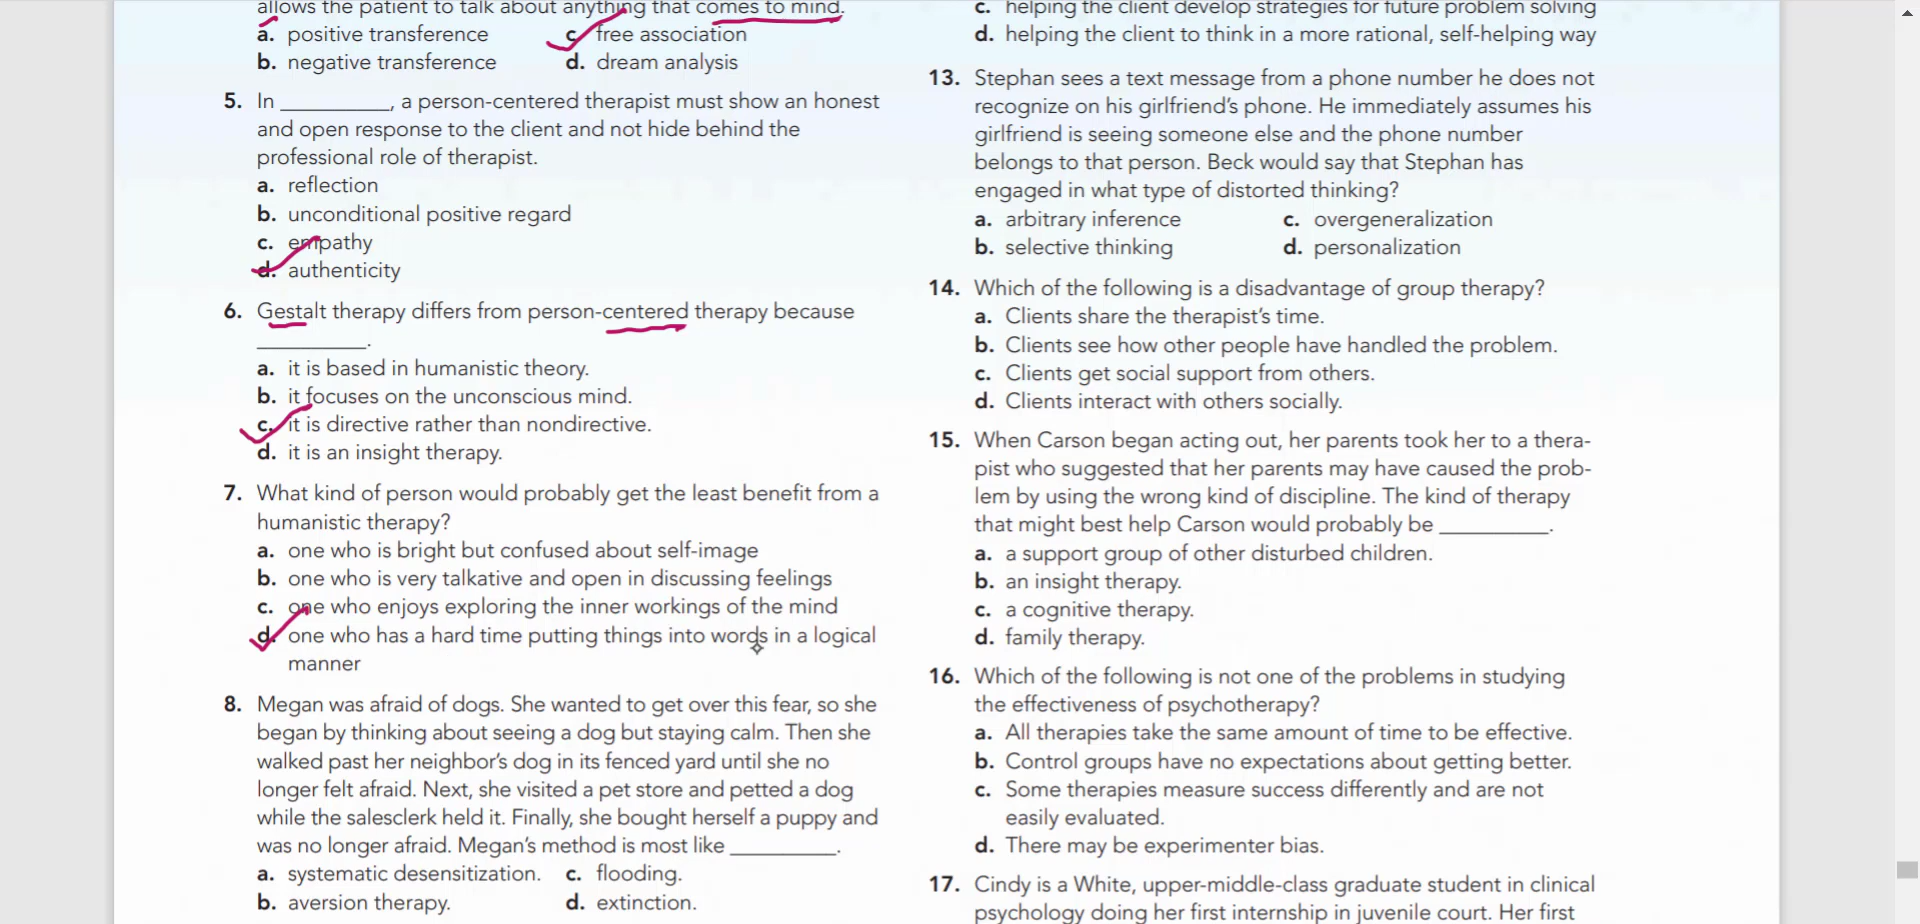 allows the patient to talk about anything that comes to mind.
a. positive transference c. free association
b. negative transference d. dream analysis
5. In __________, a person-centered therapist must show an honest
and open response to the client and not hide behind the
professional role of therapist.
a. reflection
b. unconditional positive regard
c. empathy
d. authenticity
6. Gestalt therapy differs from person-centered therapy because
__________.
a. it is based in humanistic theory.
b. it focuses on the unconscious mind.
c. it is directive rather than nondirective.
d. it is an insight therapy.
7. What kind of person would probably get the least benefit from a
humanistic therapy?
a. one who is bright but confused about self-image
b. one who is very talkative and open in discussing feelings
c. one who enjoys exploring the inner workings of the mind
d. one who has a hard time putting things into words in a logical
manner
8. Megan was afraid of dogs. She wanted to get over this fear, so she
began by thinking about seeing a dog but staying calm. Then she
walked past her neighbor's dog in its fenced yard until she no
longer felt afraid. Next, she visited a pet store and petted a dog
while the salesclerk held it. Finally, she bought herself a puppy and
was no longer afraid. Megan's method is most like __________.
a. systematic desensitization. c. flooding.
b. aversion therapy. d. extinction.
c. helping the client develop strategies for future problem solving
d. helping the client to think in a more rational, self-helping way
13. Stephan sees a text message from a phone number he does not
recognize on his girlfriend's phone. He immediately assumes his
girlfriend is seeing someone else and the phone number
belongs to that person. Beck would say that Stephan has
engaged in what type of distorted thinking?
a. arbitrary inference c. overgeneralization
b. selective thinking d. personalization
14. Which of the following is a disadvantage of group therapy?
a. Clients share the therapist's time.
b. Clients see how other people have handled the problem.
c. Clients get social support from others.
d. Clients interact with others socially.
15. When Carson began acting out, her parents took her to a thera-
pist who suggested that her parents may have caused the prob-
lem by using the wrong kind of discipline. The kind of therapy
that might best help Carson would probably be __________.
a. a support group of other disturbed children.
b. an insight therapy.
c. a cognitive therapy.
d. family therapy.
16. Which of the following is not one of the problems in studying
the effectiveness of psychotherapy?
a. All therapies take the same amount of time to be effective.
b. Control groups have no expectations about getting better.
c. Some therapies measure success differently and are not
easily evaluated.
d. There may be experimenter bias.
17. Cindy is a White, upper-middle-class graduate student in clinical
psychology doing her first internship in juvenile court. Her first